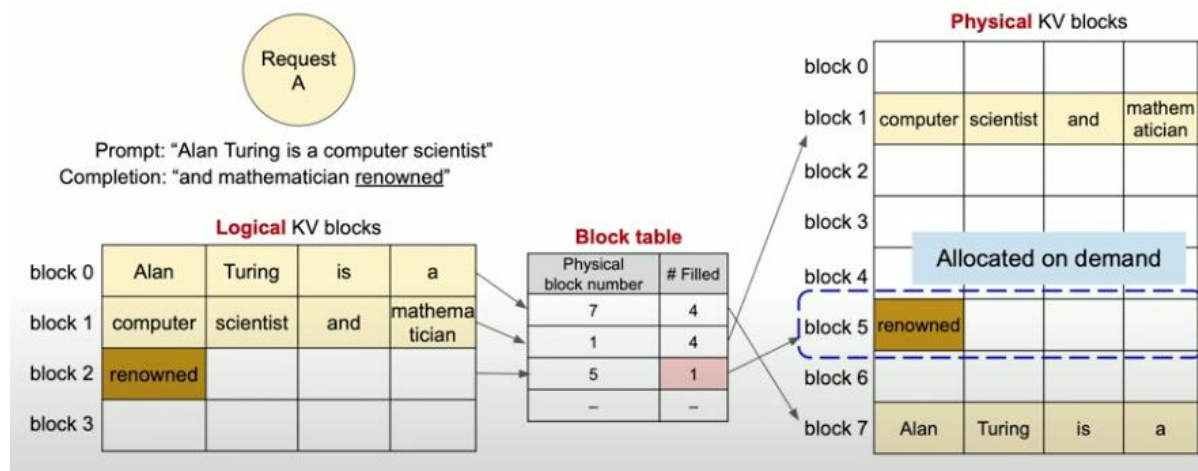 Request
A
Prompt: “Alan Turing is a computer scientist”
Completion: “and mathematician renowned”
Logical KV blocks
block 0 Alan Turing is a
block 1 computer scientist and mathema
tician
block 2 renowned
block 3
Block table
Physical
block number # Filled
7 4
1 4
5 1
– –
Physical KV blocks
block 0
block 1 computer scientist and mathem
atician
block 2
block 3
block 4
Allocated on demand
block 5 renowned
block 6
block 7 Alan Turing is a